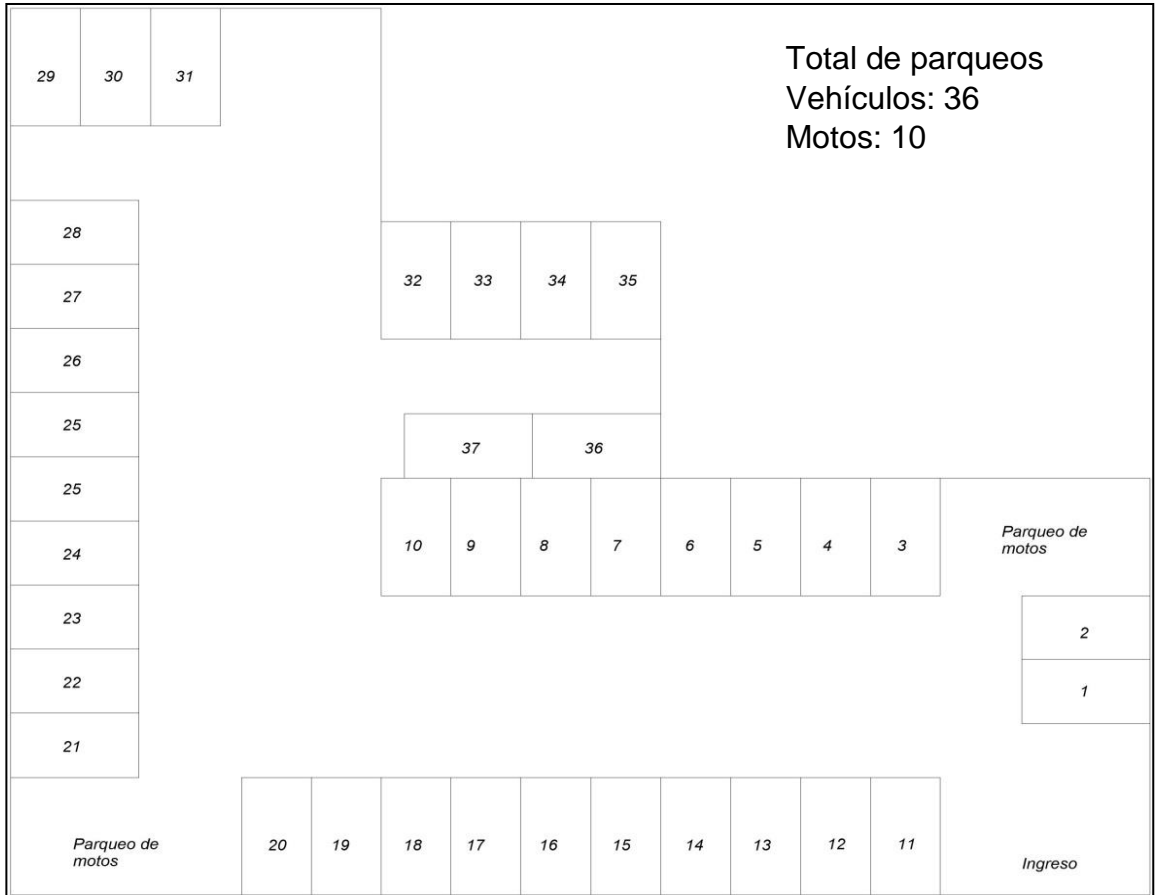 29 30 31
Total de parqueos
Vehículos: 36
Motos: 10
28
32 33 34 35
27
26
25
37 36
25
10 9 8 7 6 5 4 3
Parqueo de
motos
24
23
2
22
1
21
20 19 18 17 16 15 14 13 12 11
Parqueo de
motos
Ingreso